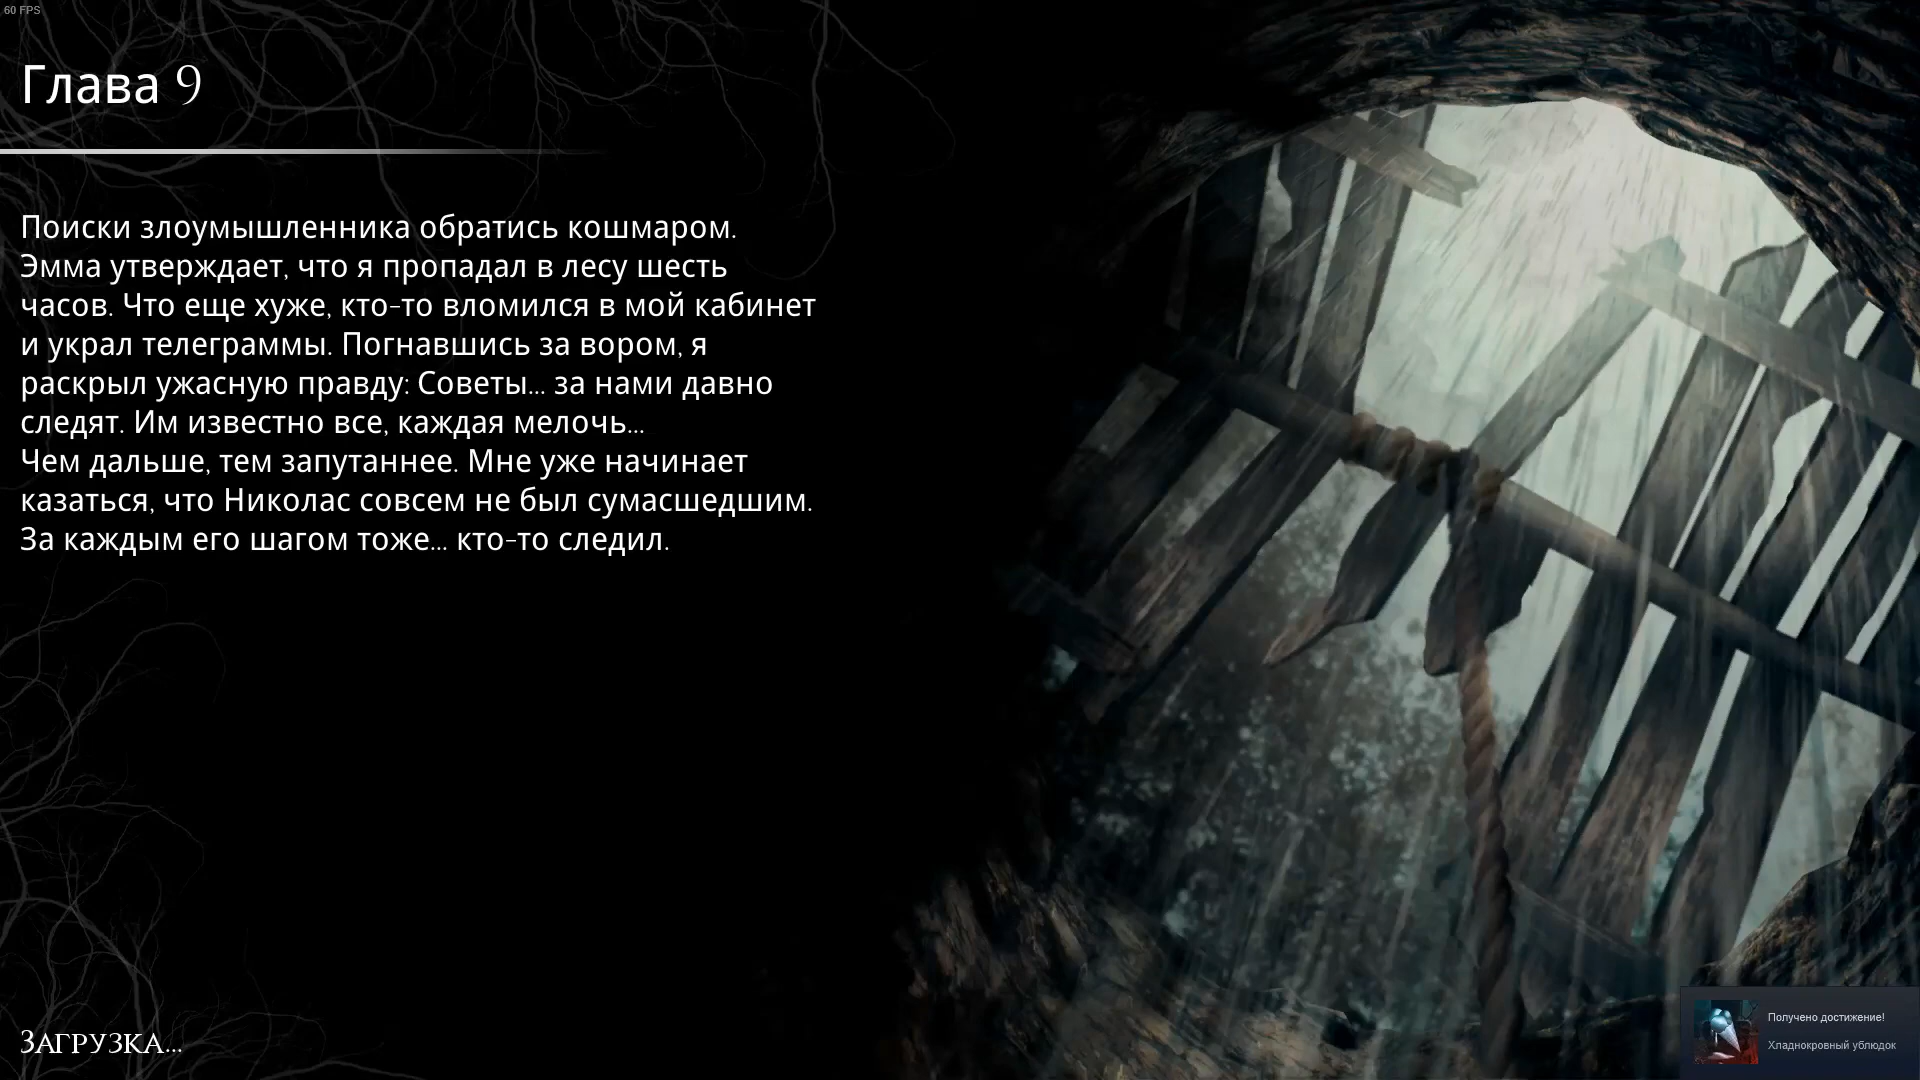 60 FPS
Глава 9
Поиски злоумышленника обратись кошмаром.
Эмма утверждает, что я пропадал в лесу шесть
часов. Что еще хуже, кто-то вломился в мой кабинет
и украл телеграммы. Погнавшись за вором, я
раскрыл ужасную правду: Советы... за нами давно
следят. Им известно все, каждая мелочь...
Чем дальше, тем запутаннее. Мне уже начинает
казаться, что Николас совсем не был сумасшедшим.
За каждым его шагом тоже... кто-то следил.
Загрузка...
Получено достижение!
Хладнокровный ублюдок